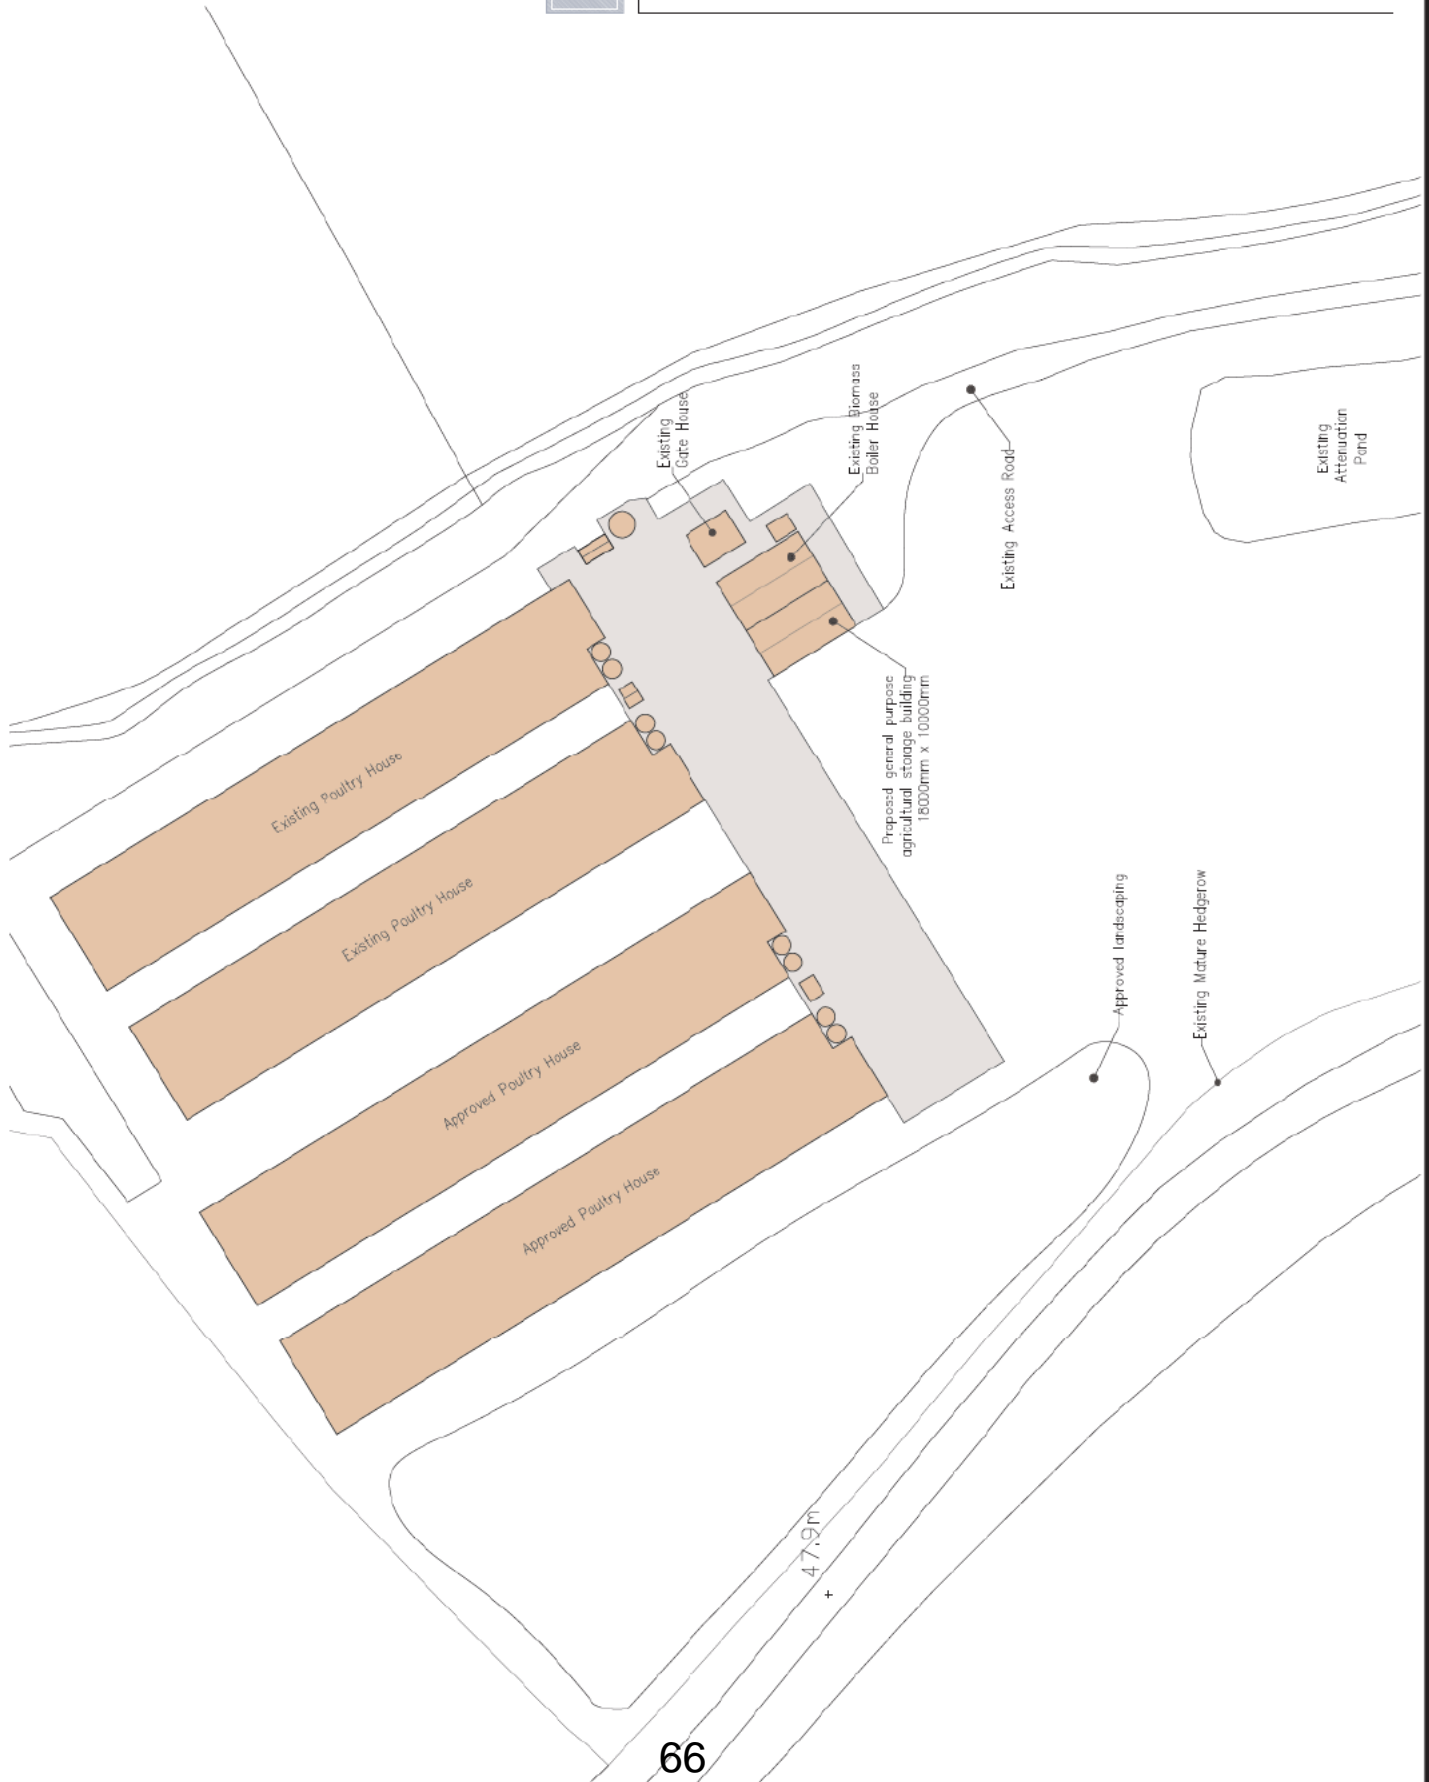 Existing
Gate House
Existing Biomass
Boiler House
Existing Access Road
Existing
Attenuation
Pond
Proposed general purpose
agricultural storage building
18000mm x 10000mm
Existing Poultry House
Existing Poultry House
Approved Poultry House
Approved Poultry House
Approved landscaping
Existing Mature Hedgerow
47.9m
+
66